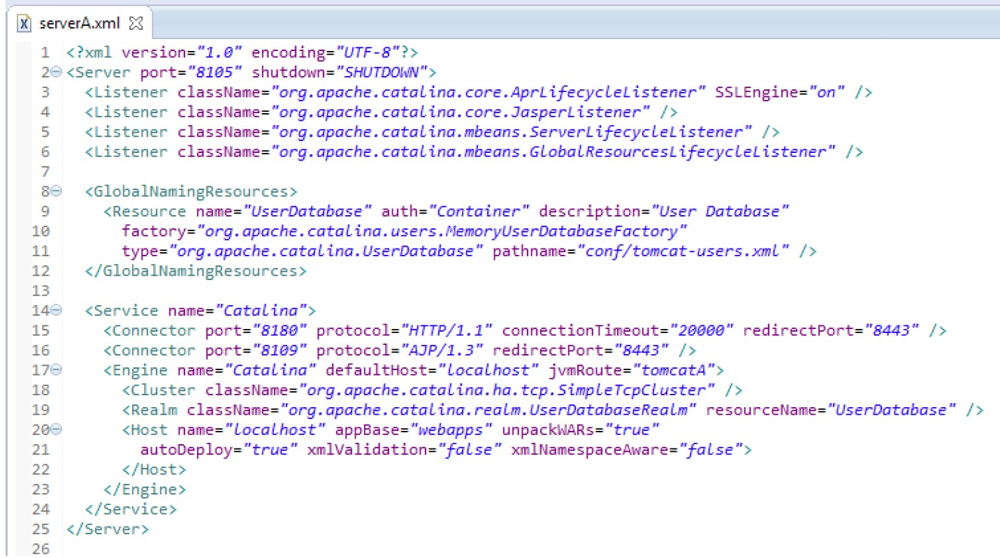 serverA.xml
1 <?xml version="1.0" encoding="UTF-8"?>
2 <Server port="8105" shutdown="SHUTDOWN">
3   <Listener className="org.apache.catalina.core.AprLifecycleListener" SSLEngine="on" />
4   <Listener className="org.apache.catalina.core.JasperListener" />
5   <Listener className="org.apache.catalina.mbeans.ServerLifecycleListener" />
6   <Listener className="org.apache.catalina.mbeans.GlobalResourcesLifecycleListener" />
7
8   <GlobalNamingResources>
9     <Resource name="UserDatabase" auth="Container" description="User Database"
10       factory="org.apache.catalina.users.MemoryUserDatabaseFactory"
11       type="org.apache.catalina.UserDatabase" pathname="conf/tomcat-users.xml" />
12   </GlobalNamingResources>
13
14   <Service name="Catalina">
15     <Connector port="8180" protocol="HTTP/1.1" connectionTimeout="20000" redirectPort="8443" />
16     <Connector port="8109" protocol="AJP/1.3" redirectPort="8443" />
17     <Engine name="Catalina" defaultHost="localhost" jvmRoute="tomcatA">
18       <Cluster className="org.apache.catalina.ha.tcp.SimpleTcpCluster" />
19       <Realm className="org.apache.catalina.realm.UserDatabaseRealm" resourceName="UserDatabase" />
20       <Host name="localhost" appBase="webapps" unpackWARs="true"
21         autoDeploy="true" xmlValidation="false" xmlNamespaceAware="false">
22       </Host>
23     </Engine>
24   </Service>
25 </Server>
26